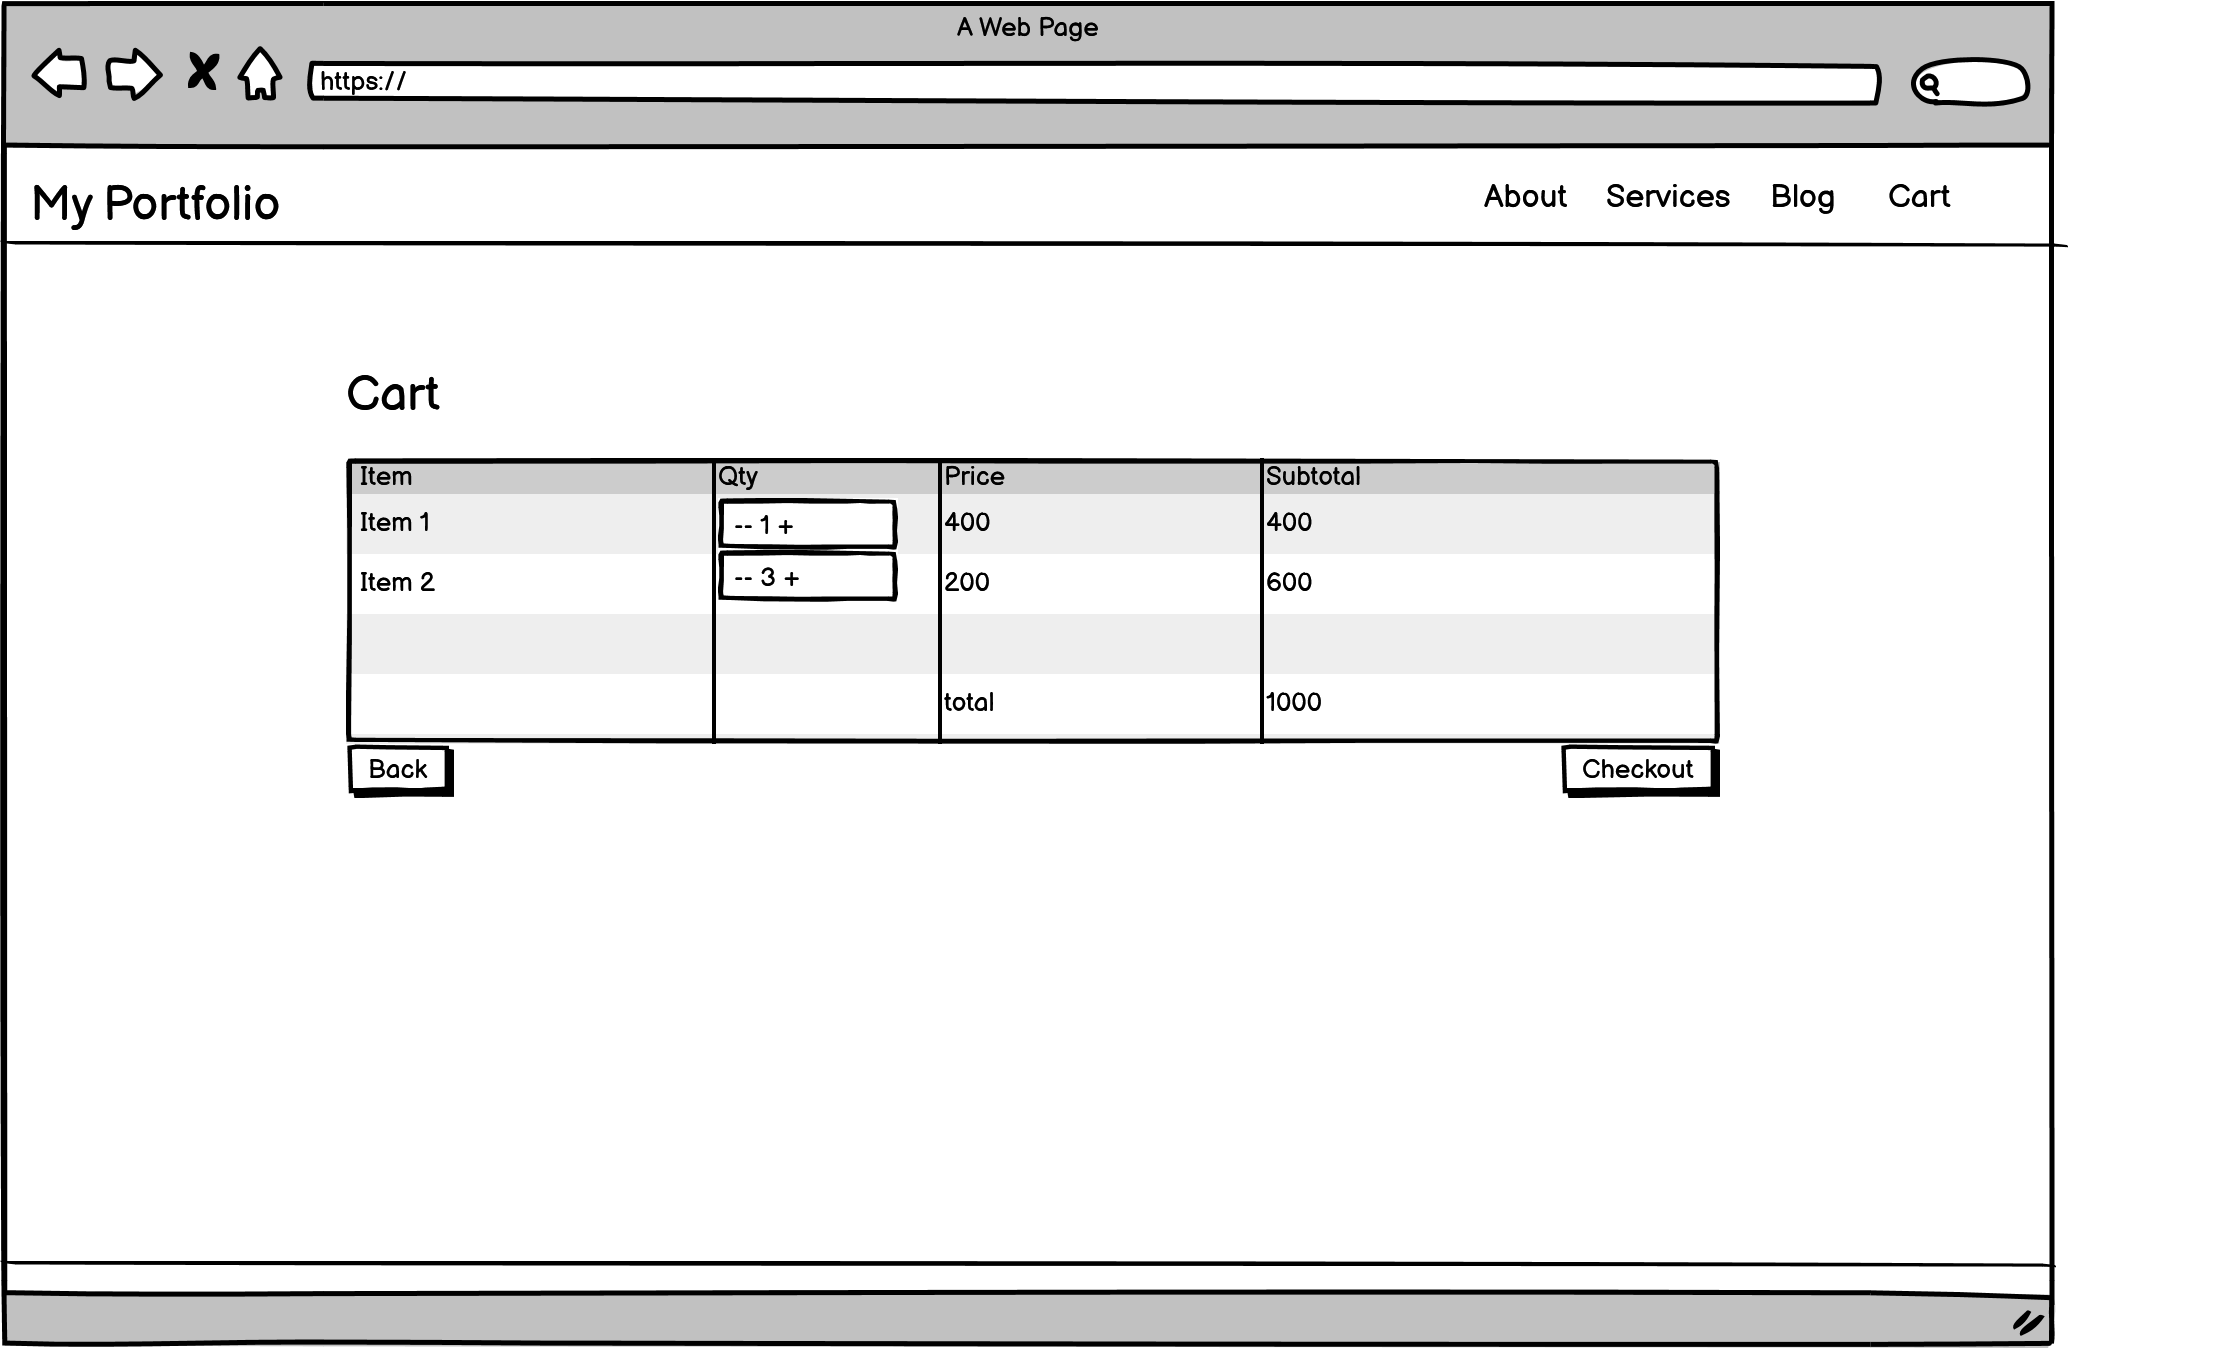 A Web Page
https://
My Portfolio About Services Blog Cart
Cart
Item Qty Price Subtotal
Item 1 -- 1 + 400 400
Item 2 -- 3 + 200 600
total 1000
Back Checkout